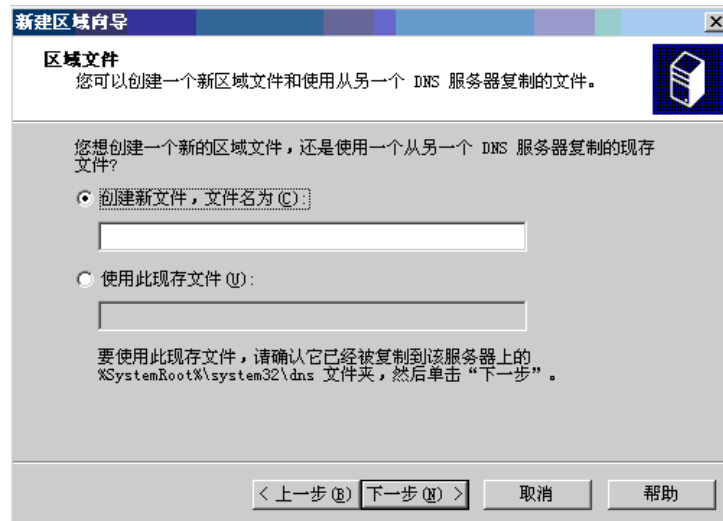 新建区域向导
区域文件
您可以创建一个新区域文件和使用从另一个 DNS 服务器复制的文件。
您想创建一个新的区域文件，还是使用一个从另一个 DNS 服务器复制的现存
文件?
创建新文件，文件名为(C):
使用此现存文件(U):
要使用此现存文件，请确认它已经被复制到该服务器上的
%SystemRoot%\system32\dns 文件夹，然后单击“下一步”。
< 上一步(B) 下一步(N) > 取消 帮助